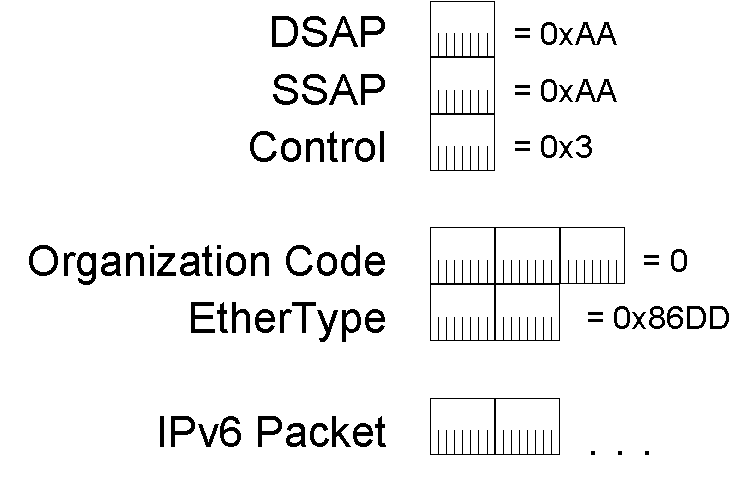 DSAP = 0xAA
SSAP = 0xAA
Control = 0x3
Organization Code = 0
EtherType = 0x86DD
IPv6 Packet . . .